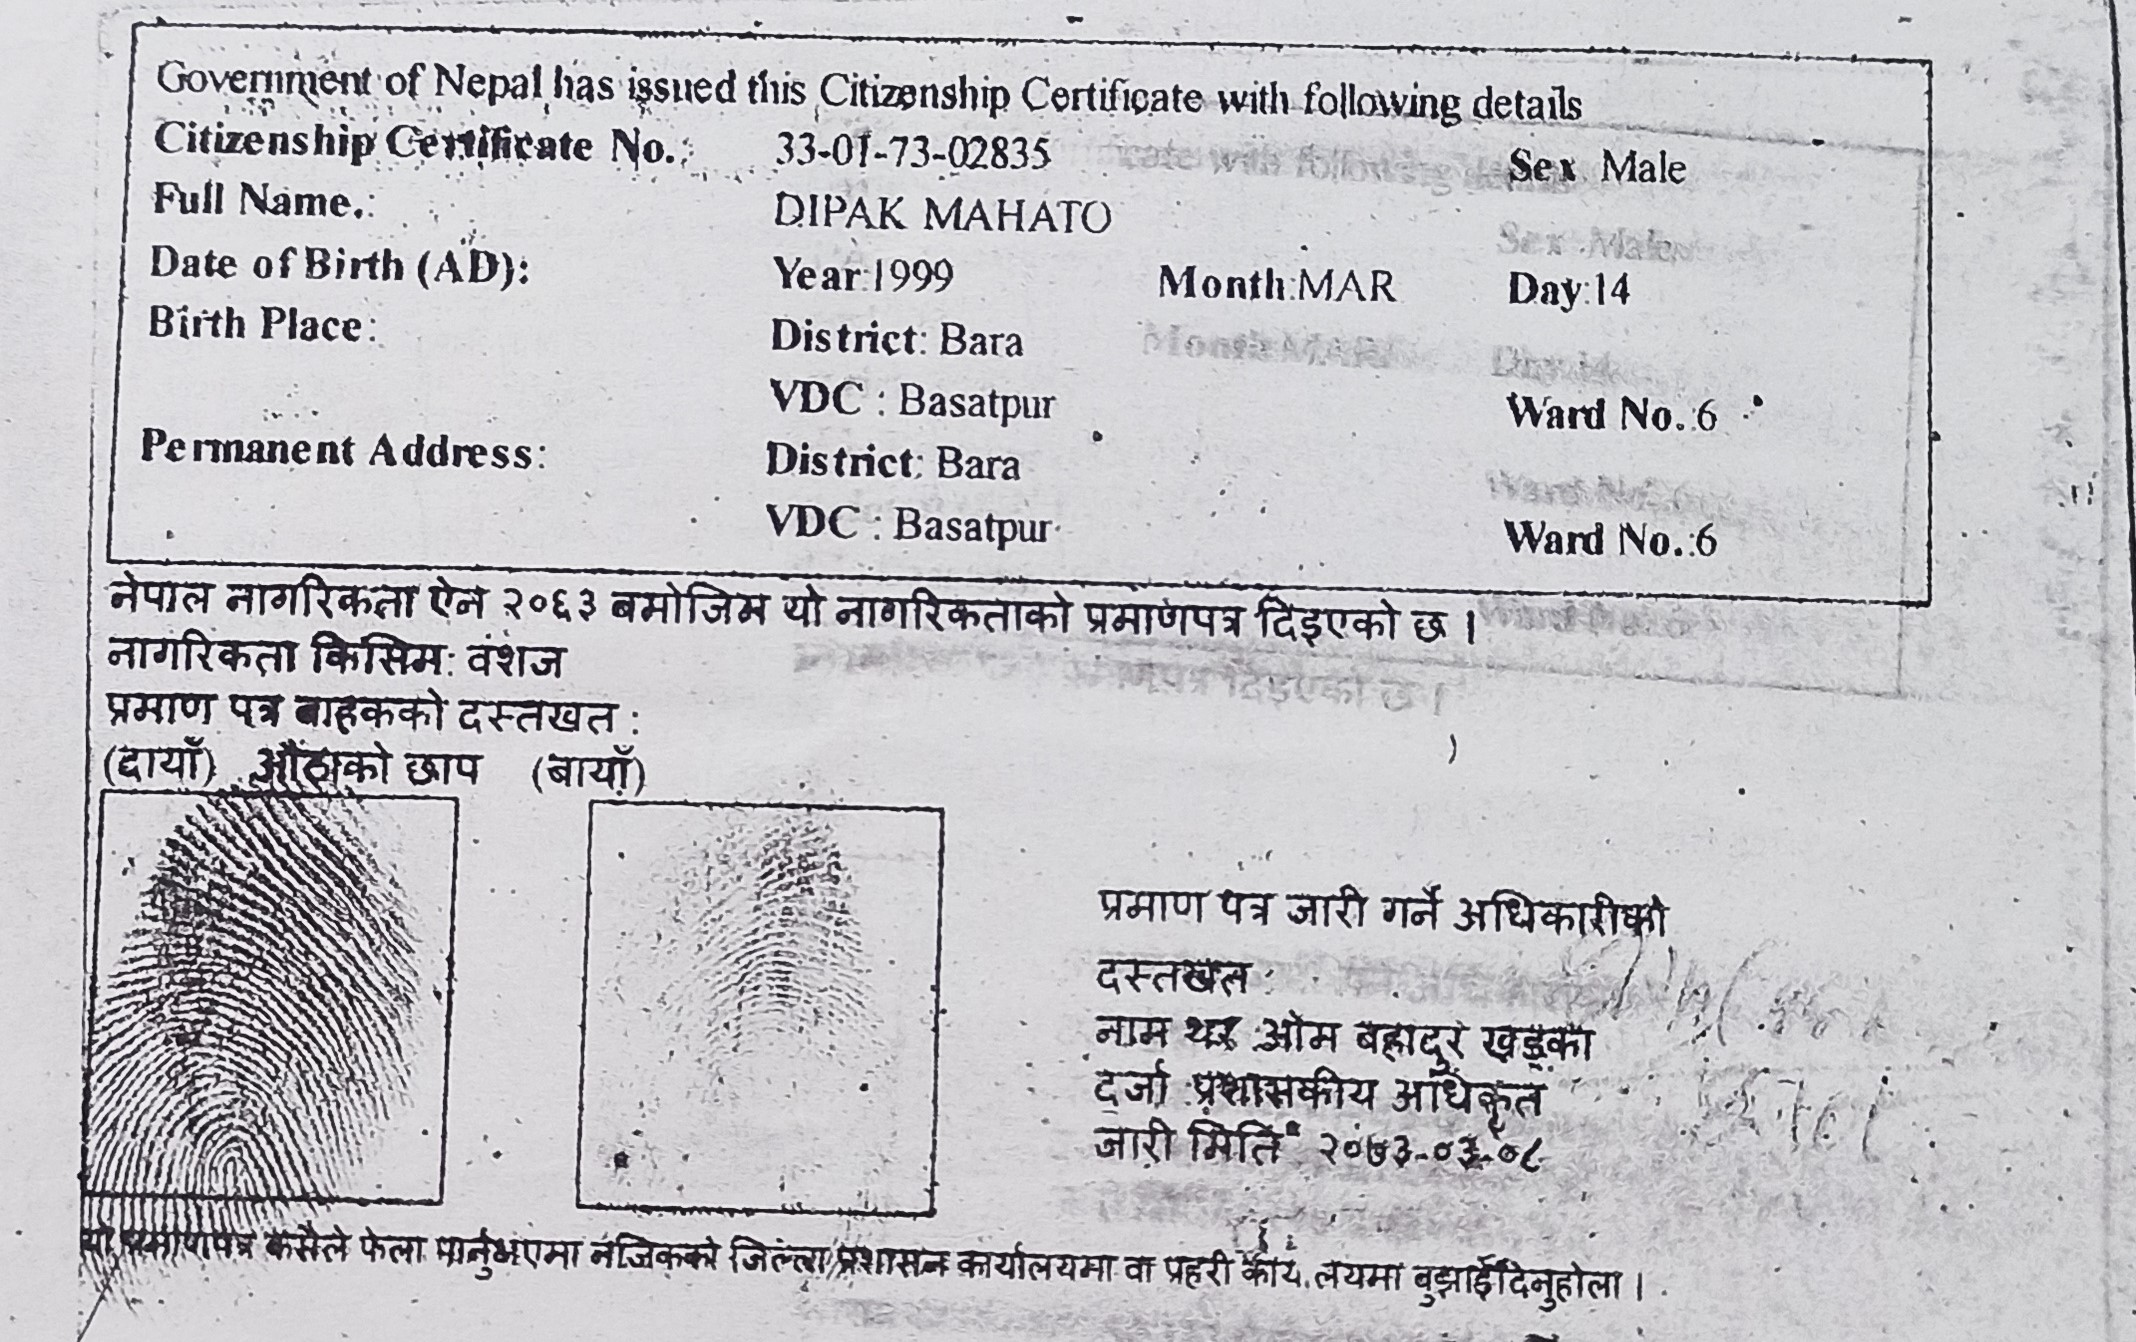 Government of Nepal has issued this Citizenship Certificate with following details
Citizenship Certificate No.: 33-01-73-02835 Sex Male
Full Name.: DIPAK MAHATO
Date of Birth (AD): Year:1999 Month:MAR Day:14
Birth Place: District: Bara
VDC : Basatpur Ward No.:6
Permanent Address: District: Bara
VDC : Basatpur Ward No.:6
नेपाल नागरिकता ऐन २०६३ बमोजिम यो नागरिकताको प्रमाणपत्र दिइएको छ ।
नागरिकता किसिम: वंशज
प्रमाण पत्र बाहकको दस्तखत :
(दायाँ) औंलाको छाप (बायाँ)
प्रमाण पत्र जारी गर्ने अधिकारीको
दस्तखत :
नाम थर :ओम बहादुर खड्का
दर्जा :प्रशासकीय अधिकृत
जारी मिति: २०७३-०३-०८
यो प्रमाणपत्र कसैले फेला पार्नुभएमा नजिकको जिल्ला प्रशासन कार्यालयमा वा प्रहरी कार्यालयमा बुझाईदिनुहोला ।